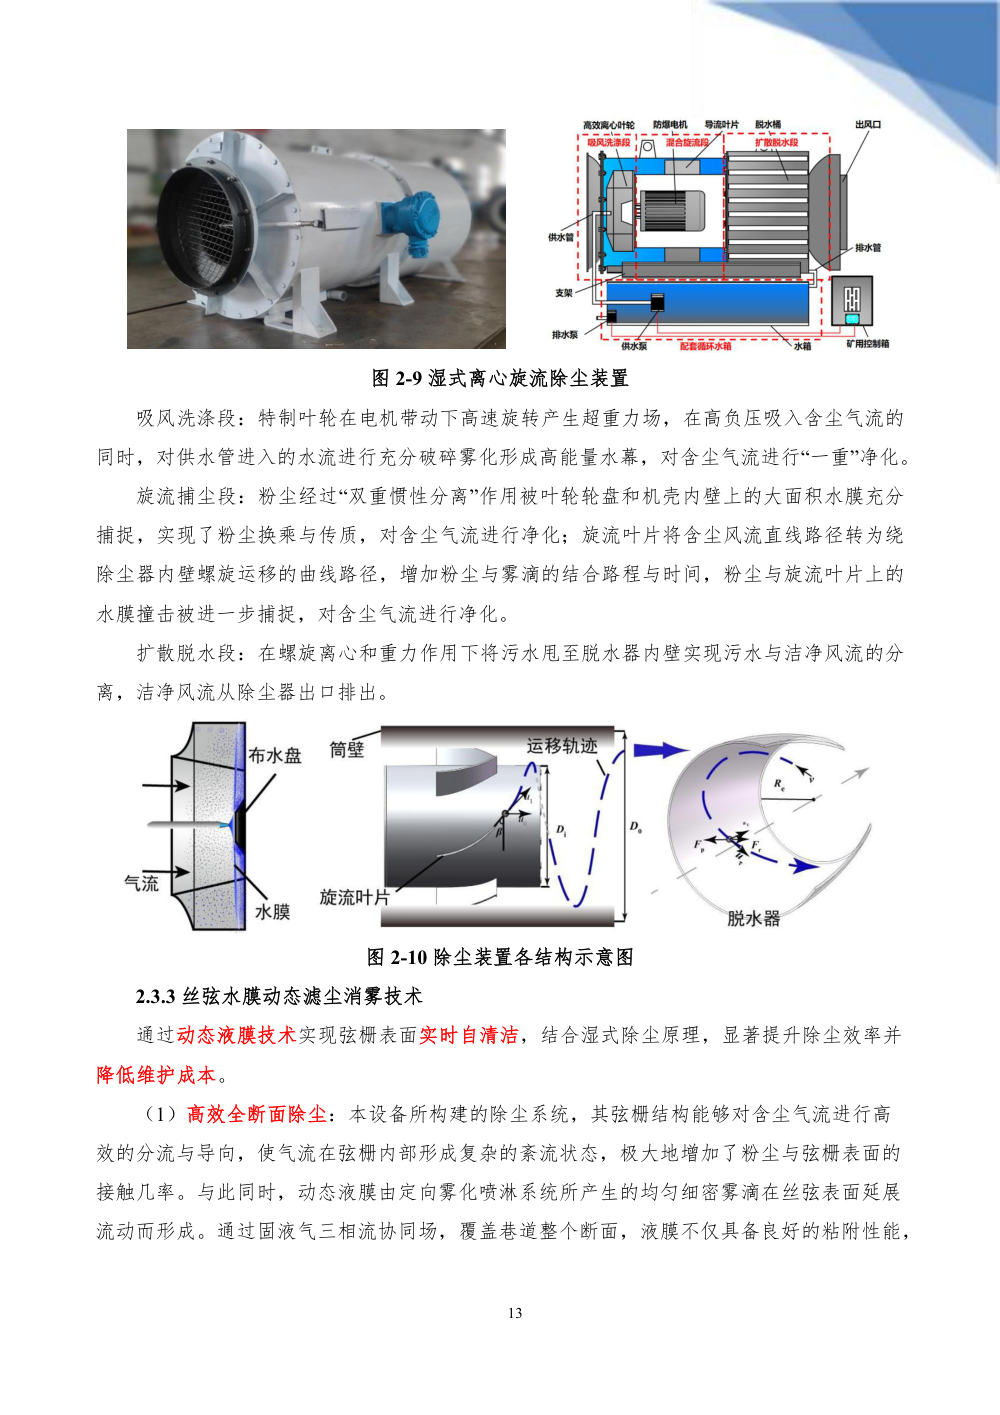 高效离心叶轮 防爆电机 导流叶片 脱水桶 出风口
吸风洗涤段 混合旋流段 扩散脱水段
供水管
排水管
支架
排水泵
供水泵 配套循环水箱 水箱 矿用控制箱
图 2-9 湿式离心旋流除尘装置
吸风洗涤段：特制叶轮在电机带动下高速旋转产生超重力场，在高负压吸入含尘气流的
同时，对供水管进入的水流进行充分破碎雾化形成高能量水幕，对含尘气流进行“一重”净化。
旋流捕尘段：粉尘经过“双重惯性分离”作用被叶轮轮盘和机壳内壁上的大面积水膜充分
捕捉，实现了粉尘换乘与传质，对含尘气流进行净化；旋流叶片将含尘风流直线路径转为绕
除尘器内壁螺旋运移的曲线路径，增加粉尘与雾滴的结合路程与时间，粉尘与旋流叶片上的
水膜撞击被进一步捕捉，对含尘气流进行净化。
扩散脱水段：在螺旋离心和重力作用下将污水甩至脱水器内壁实现污水与洁净风流的分
离，洁净风流从除尘器出口排出。
布水盘
气流
水膜
筒壁
运移轨迹
β
D₁
D₀
旋流叶片
Rₑ
v
Fₚ
脱水器
图 2-10 除尘装置各结构示意图
2.3.3 丝弦水膜动态滤尘消雾技术
通过动态液膜技术实现弦栅表面实时自清洁，结合湿式除尘原理，显著提升除尘效率并
降低维护成本。
（1）高效全断面除尘：本设备所构建的除尘系统，其弦栅结构能够对含尘气流进行高
效的分流与导向，使气流在弦栅内部形成复杂的紊流状态，极大地增加了粉尘与弦栅表面的
接触几率。与此同时，动态液膜由定向雾化喷淋系统所产生的均匀细密雾滴在丝弦表面延展
流动而形成。通过固液气三相流协同场，覆盖巷道整个断面，液膜不仅具备良好的粘附性能，
13